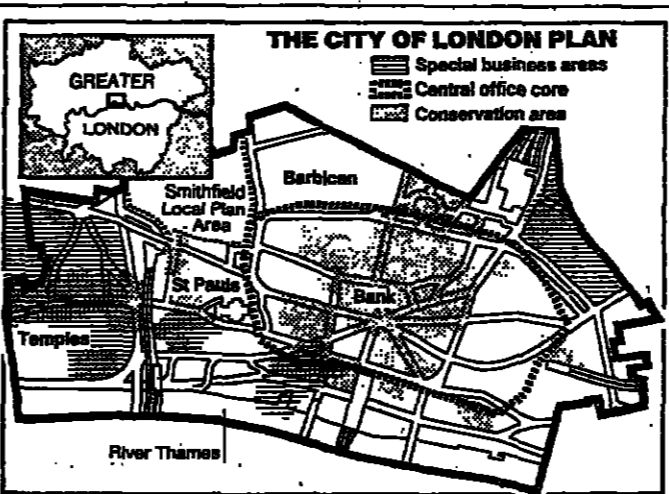 THE CITY OF LONDON PLAN
Special business areas
Central office core
Conservation area
GREATER
LONDON
Barbican
Smithfield
Local Plan
Area
St Pauls
Bank
Temples
River Thames